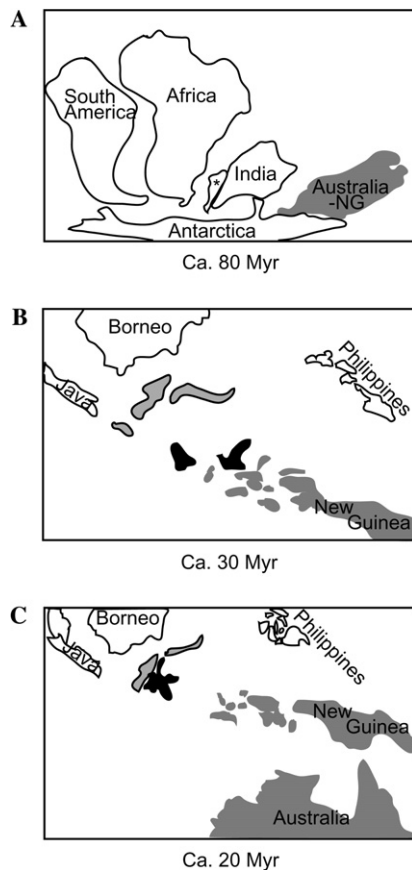 A
South
America
Africa
*
India
Australia
-NG
Antarctica
Ca. 80 Myr
B
Borneo
Philippines
Java
New
Guinea
Ca. 30 Myr
C
Borneo
Philippines
Java
New
Guinea
Australia
Ca. 20 Myr